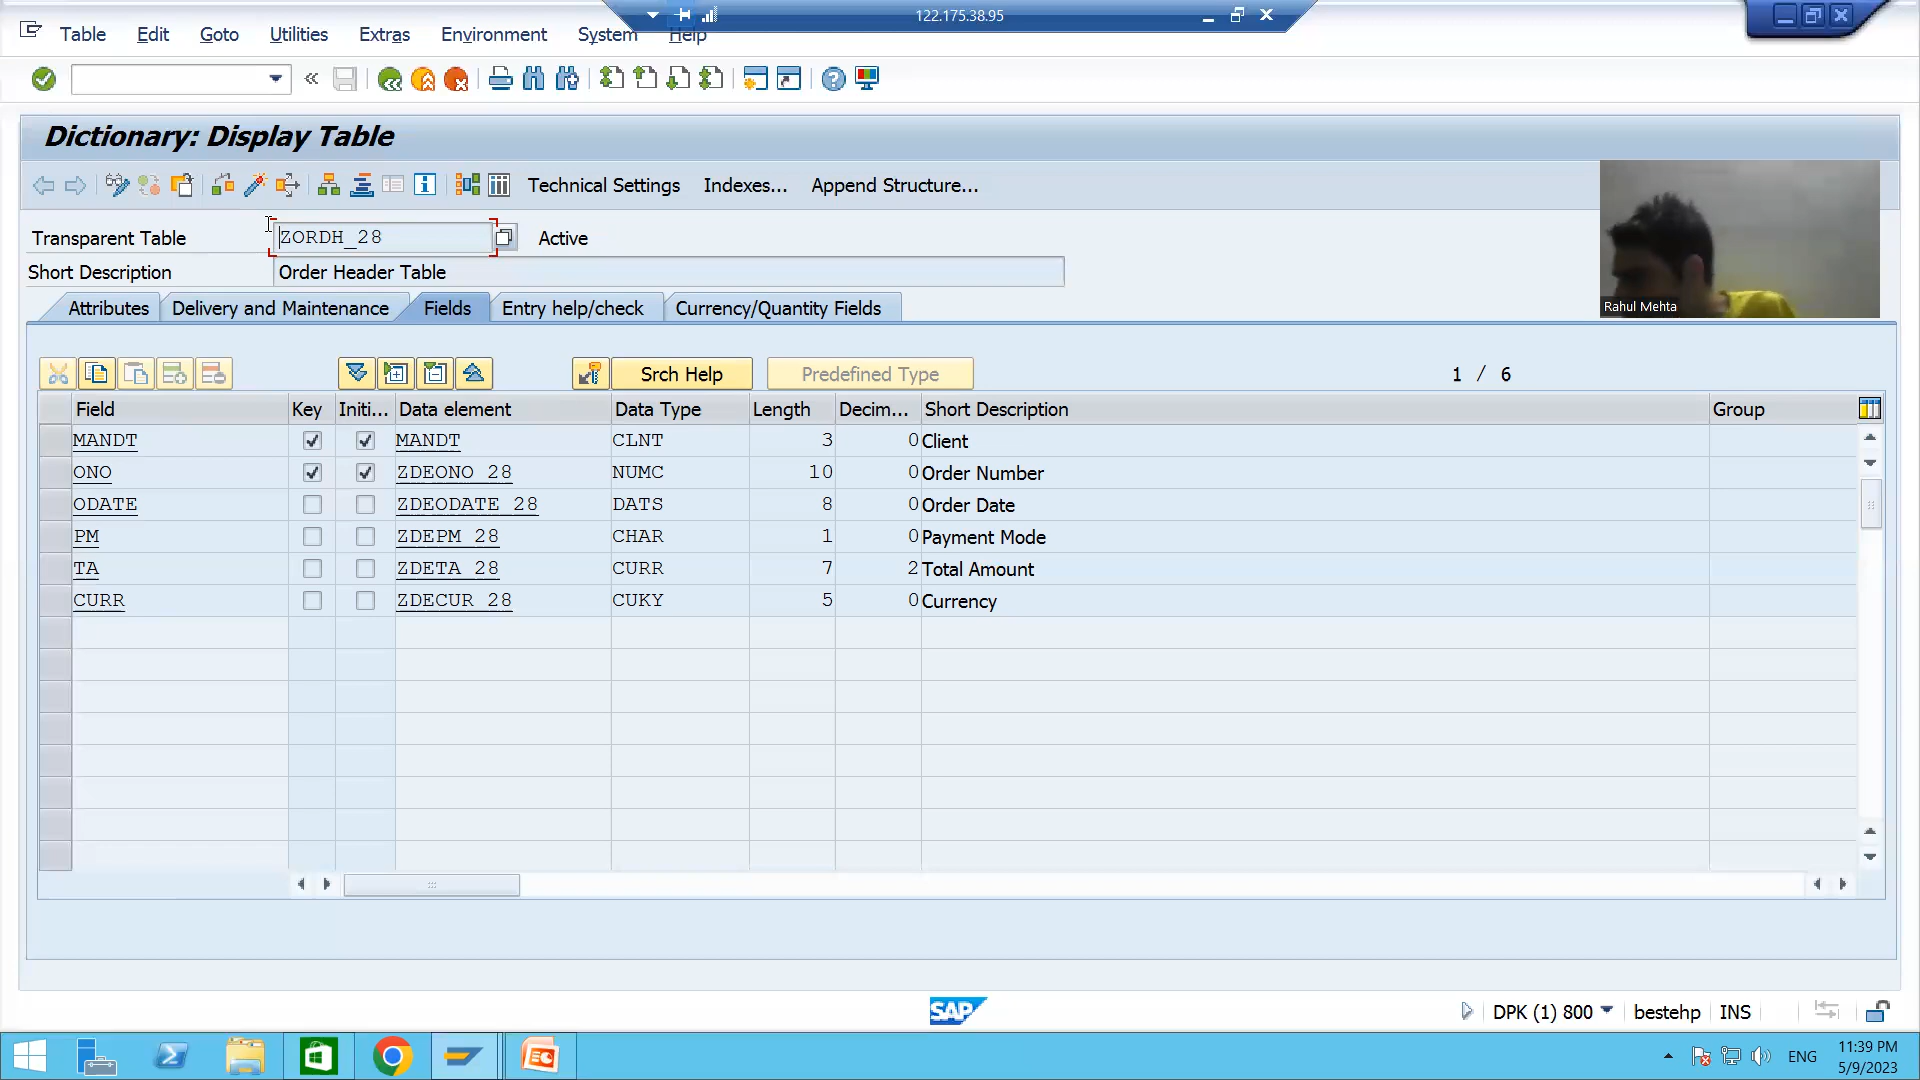 122.175.38.95
Table Edit Goto Utilities Extras Environment System Help
Dictionary: Display Table
Technical Settings Indexes... Append Structure...
Transparent Table ZORDH_28 Active
Short Description Order Header Table
Rahul Mehta
Attributes Delivery and Maintenance Fields Entry help/check Currency/Quantity Fields
Srch Help Predefined Type 1 / 6
Field Key Initi... Data element Data Type Length Decim... Short Description Group
MANDT MANDT CLNT 3 0 Client
ONO ZDEONO_28 NUMC 10 0 Order Number
ODATE ZDEODATE_28 DATS 8 0 Order Date
PM ZDEPM_28 CHAR 1 0 Payment Mode
TA ZDETA_28 CURR 7 2 Total Amount
CURR ZDECUR_28 CUKY 5 0 Currency
SAP DPK (1) 800 bestehp INS
ENG 11:39 PM
5/9/2023